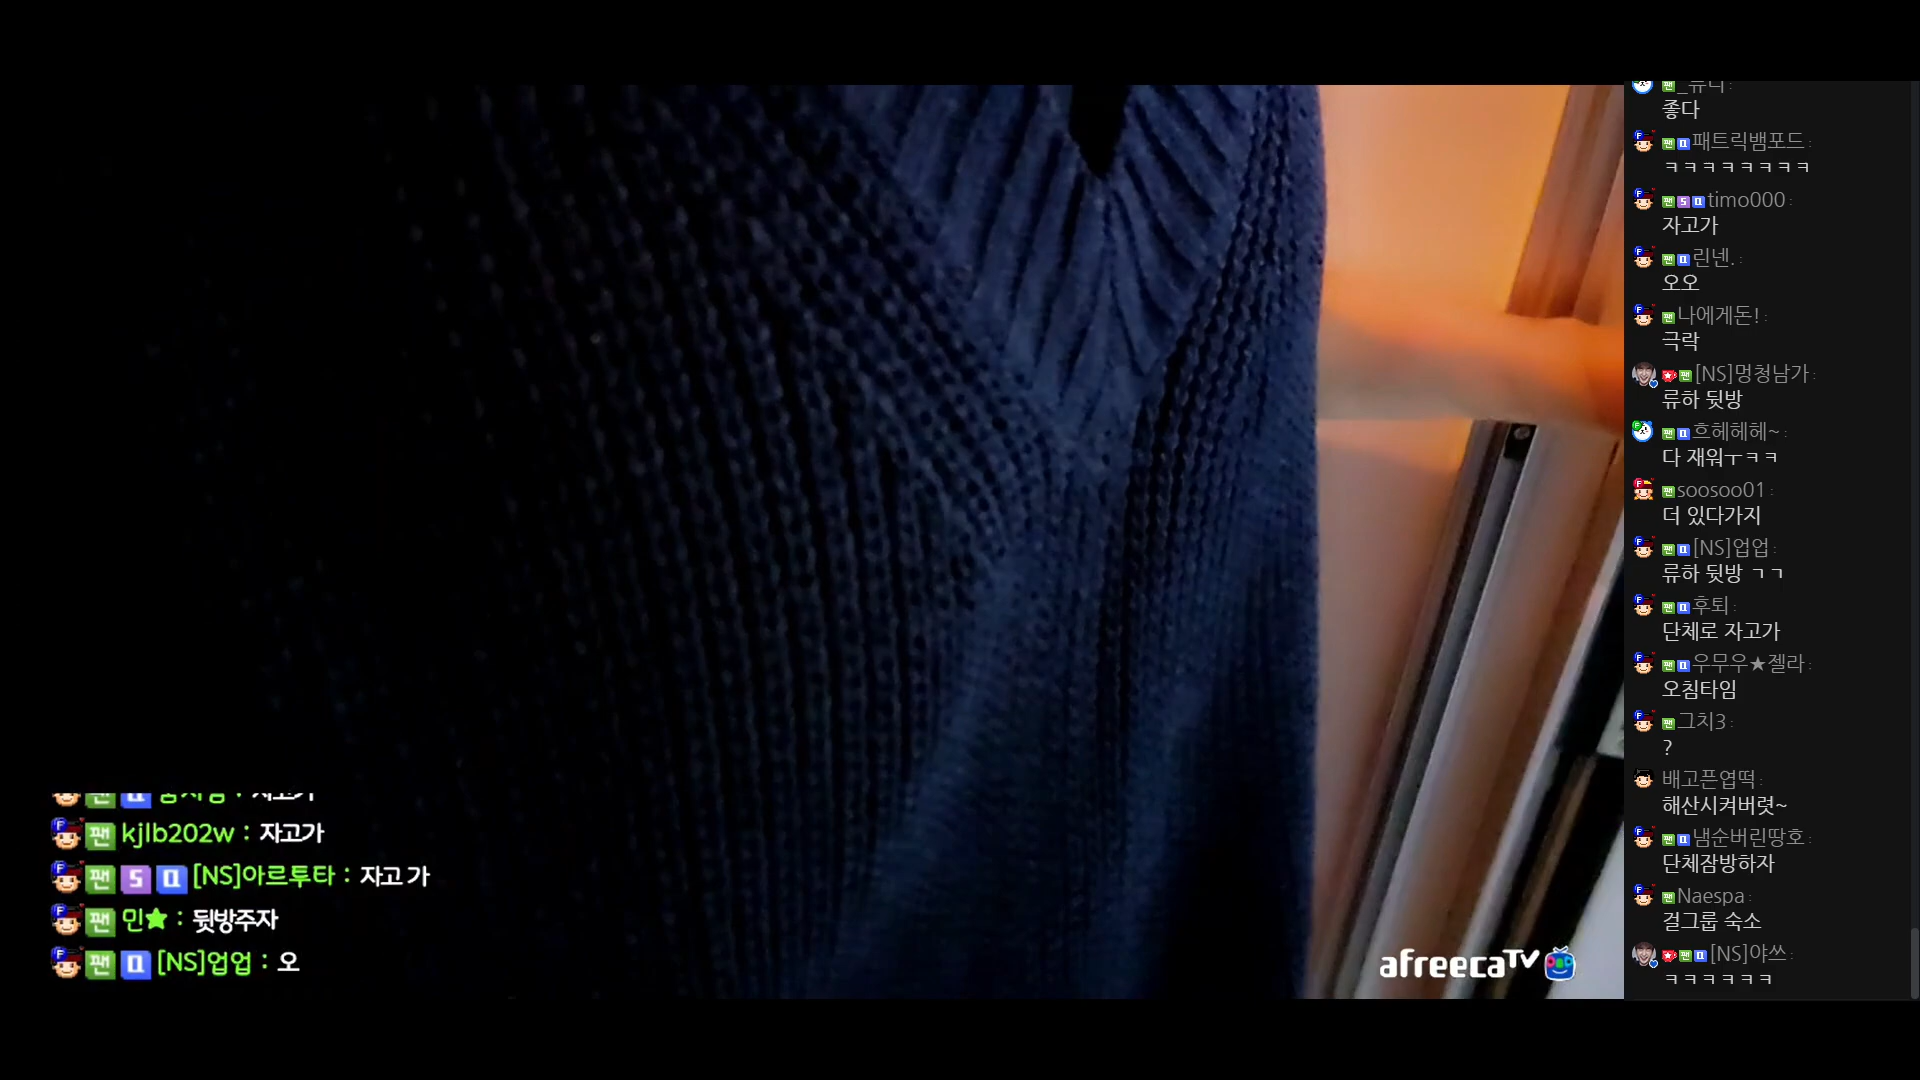 kjlb202w : 자고가
[NS]아르투타 : 자고 가
민★ : 뒷방주자
[NS]업업 : 오
afreecaTV
좋다
패트릭뱀포드 :
ㅋㅋㅋㅋㅋㅋㅋㅋ
timo000 :
자고가
린넨. :
오오
나에게돈! :
극락
[NS]멍청남가 :
류하 뒷방
흐헤헤헤~ :
다 재워ㅜㅋㅋ
soosoo01 :
더 있다가지
[NS]업업 :
류하 뒷방 ㄱㄱ
후퇴 :
단체로 자고가
우무우★젤라 :
오침타임
그치3 :
?
배고픈엽떡 :
해산시켜버렷~
냄순버린땅호 :
단체잠방하자
Naespa :
걸그룹 숙소
[NS]야쓰 :
ㅋㅋㅋㅋㅋㅋ